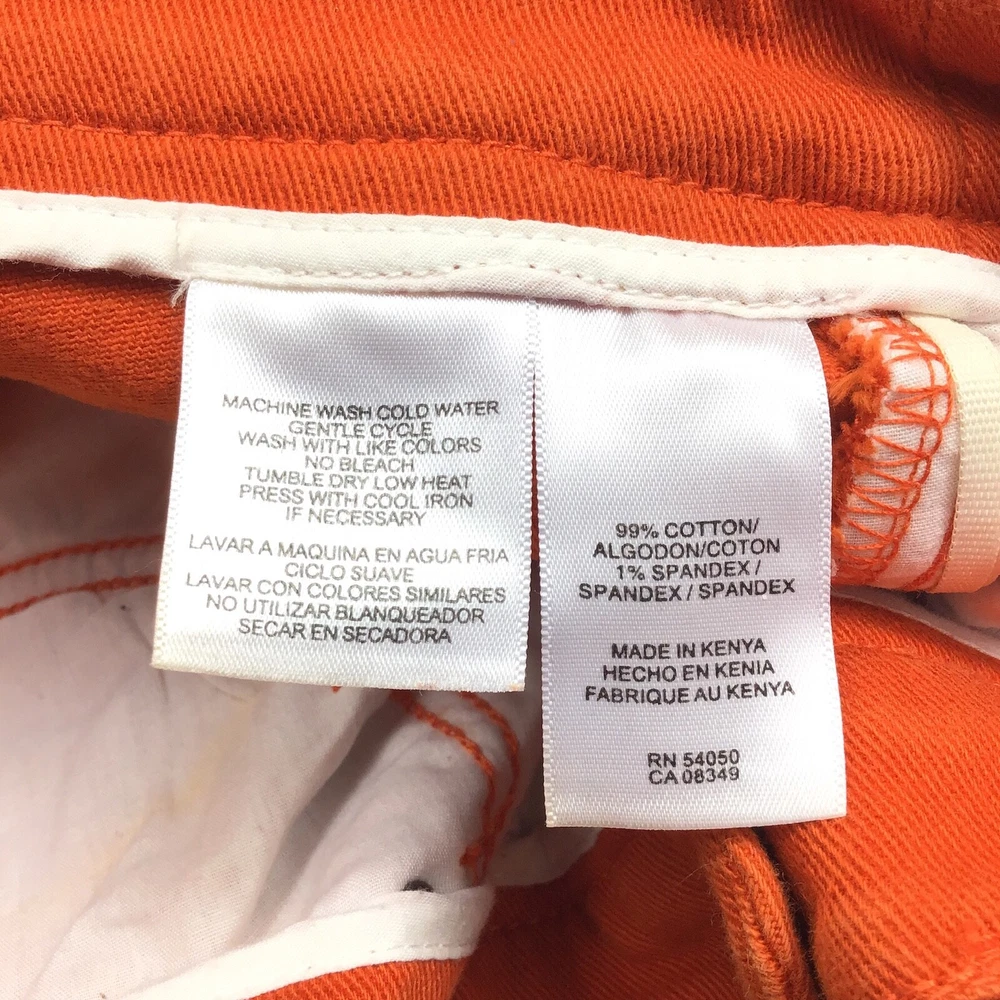 MACHINE WASH COLD WATER
GENTLE CYCLE
WASH WITH LIKE COLORS
NO BLEACH
TUMBLE DRY LOW HEAT
PRESS WITH COOL IRON
IF NECESSARY
LAVAR A MAQUINA EN AGUA FRIA
CICLO SUAVE
LAVAR CON COLORES SIMILARES
NO UTILIZAR BLANQUEADOR
SECAR EN SECADORA
99% COTTON/
ALGODON/COTON
1% SPANDEX /
SPANDEX / SPANDEX
MADE IN KENYA
HECHO EN KENIA
FABRIQUE AU KENYA
RN 54050
CA 08349